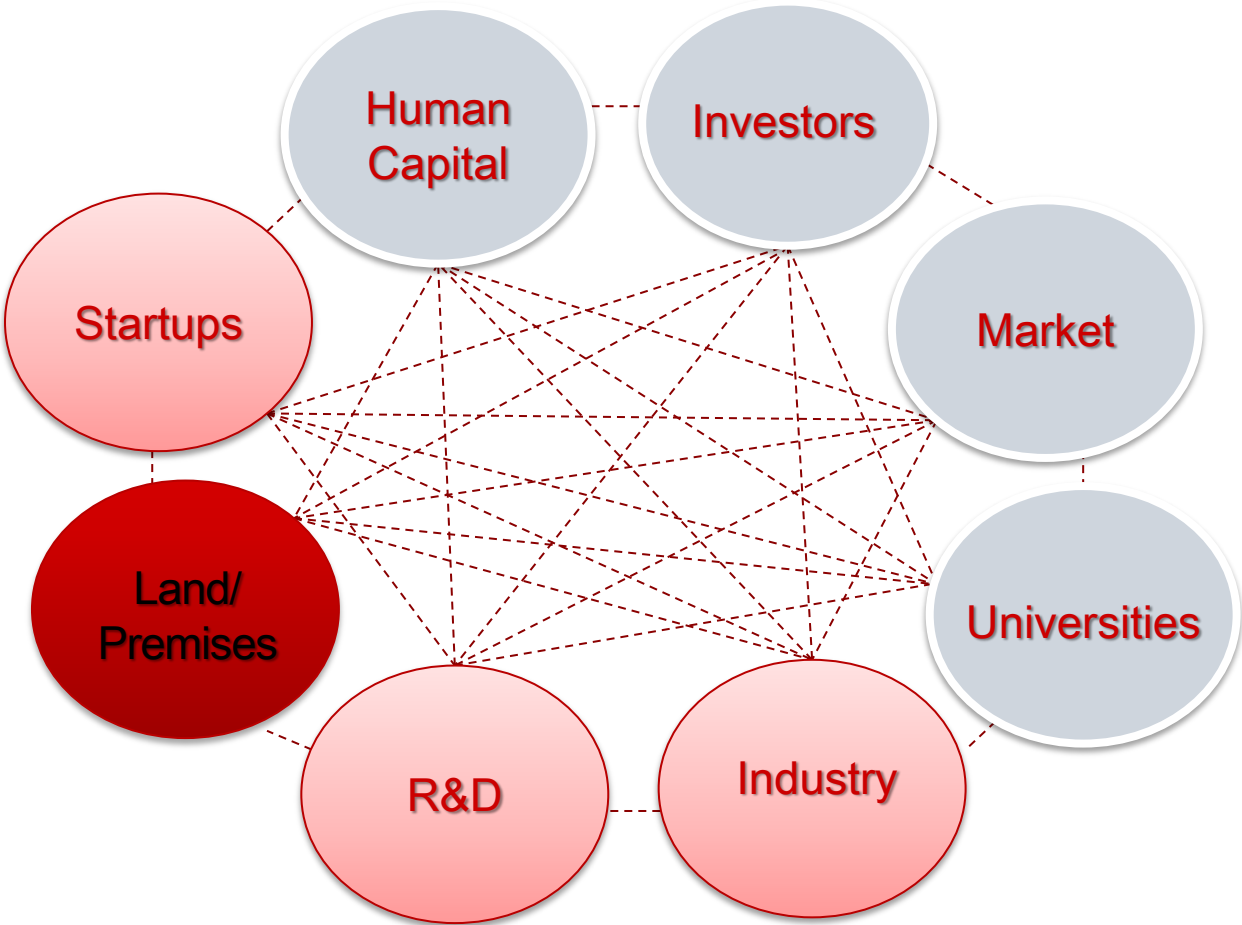 Human
Capital
Investors
Startups
Market
Land/
Premises
Universities
R&D
Industry